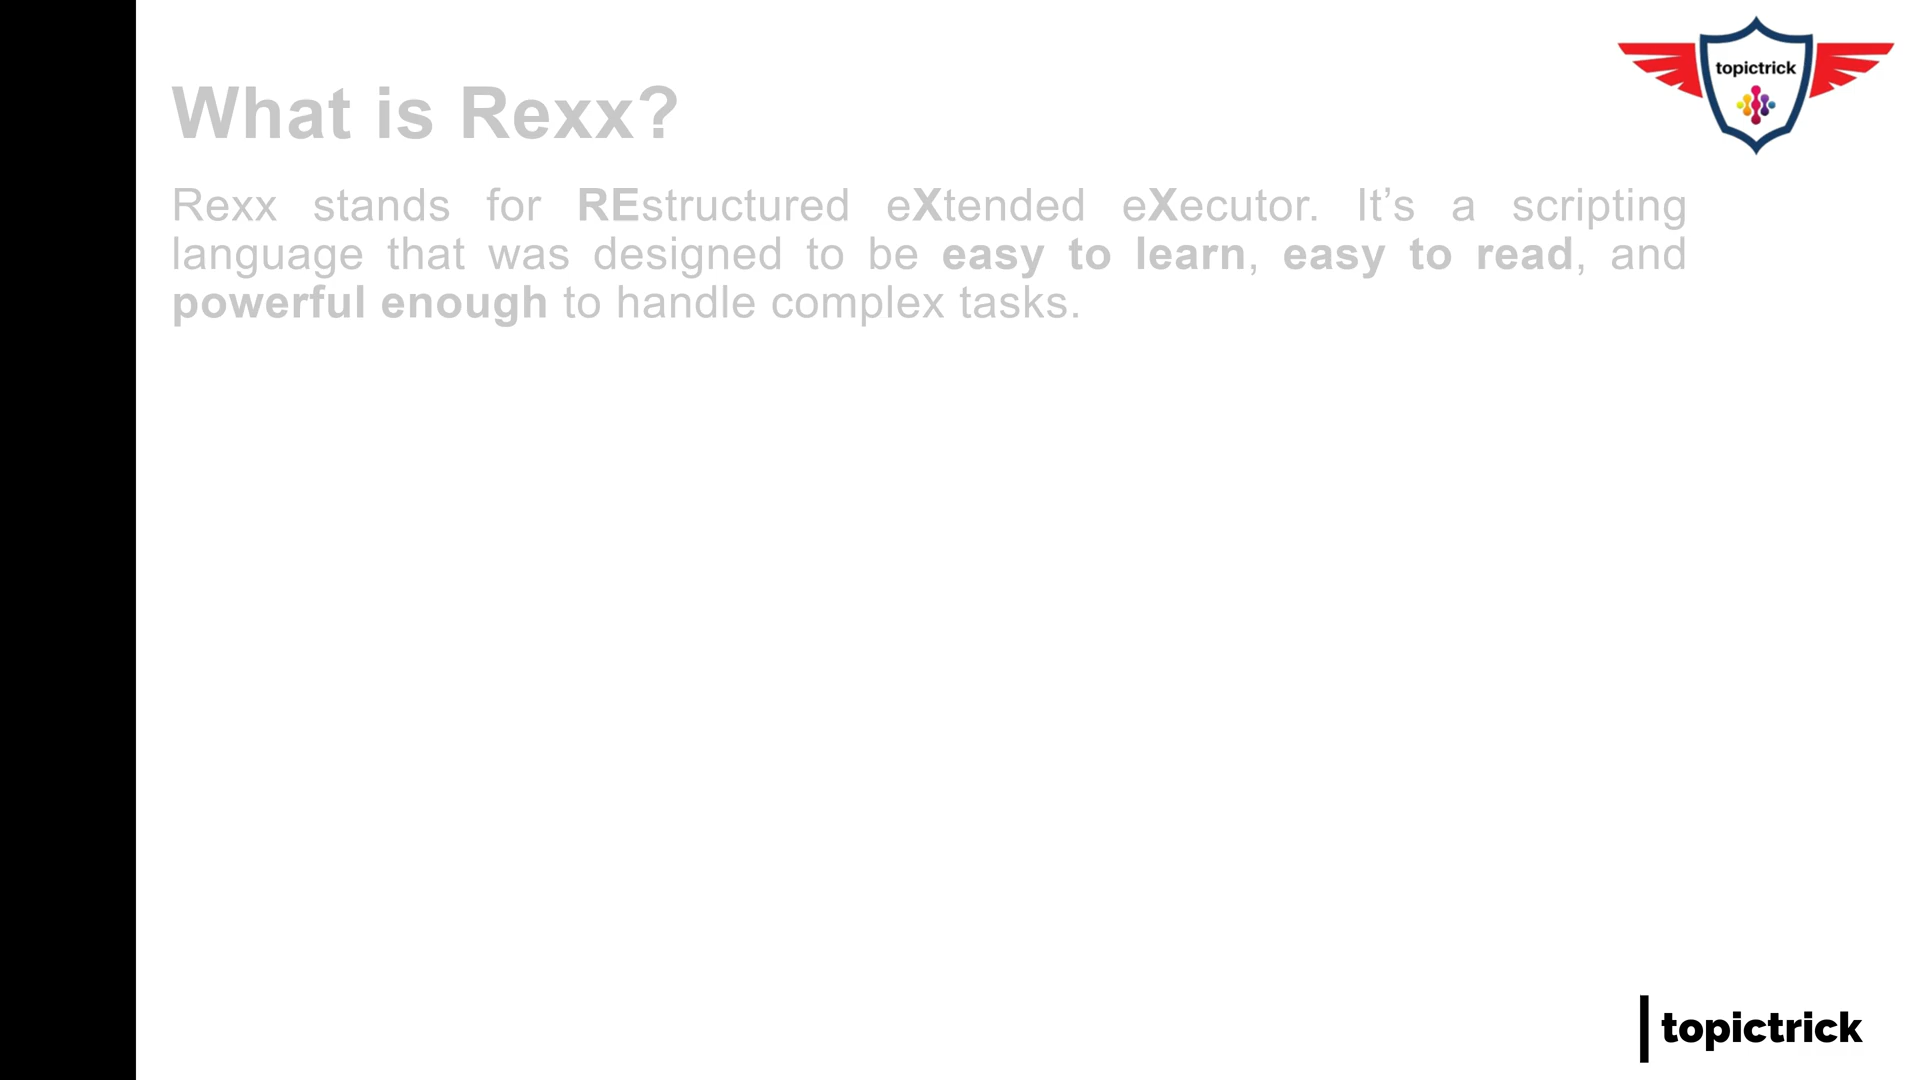 topictrick
What is Rexx?
Rexx stands for REstructured eXtended eXecutor. It’s a scripting
language that was designed to be easy to learn, easy to read, and
powerful enough to handle complex tasks.
topictrick